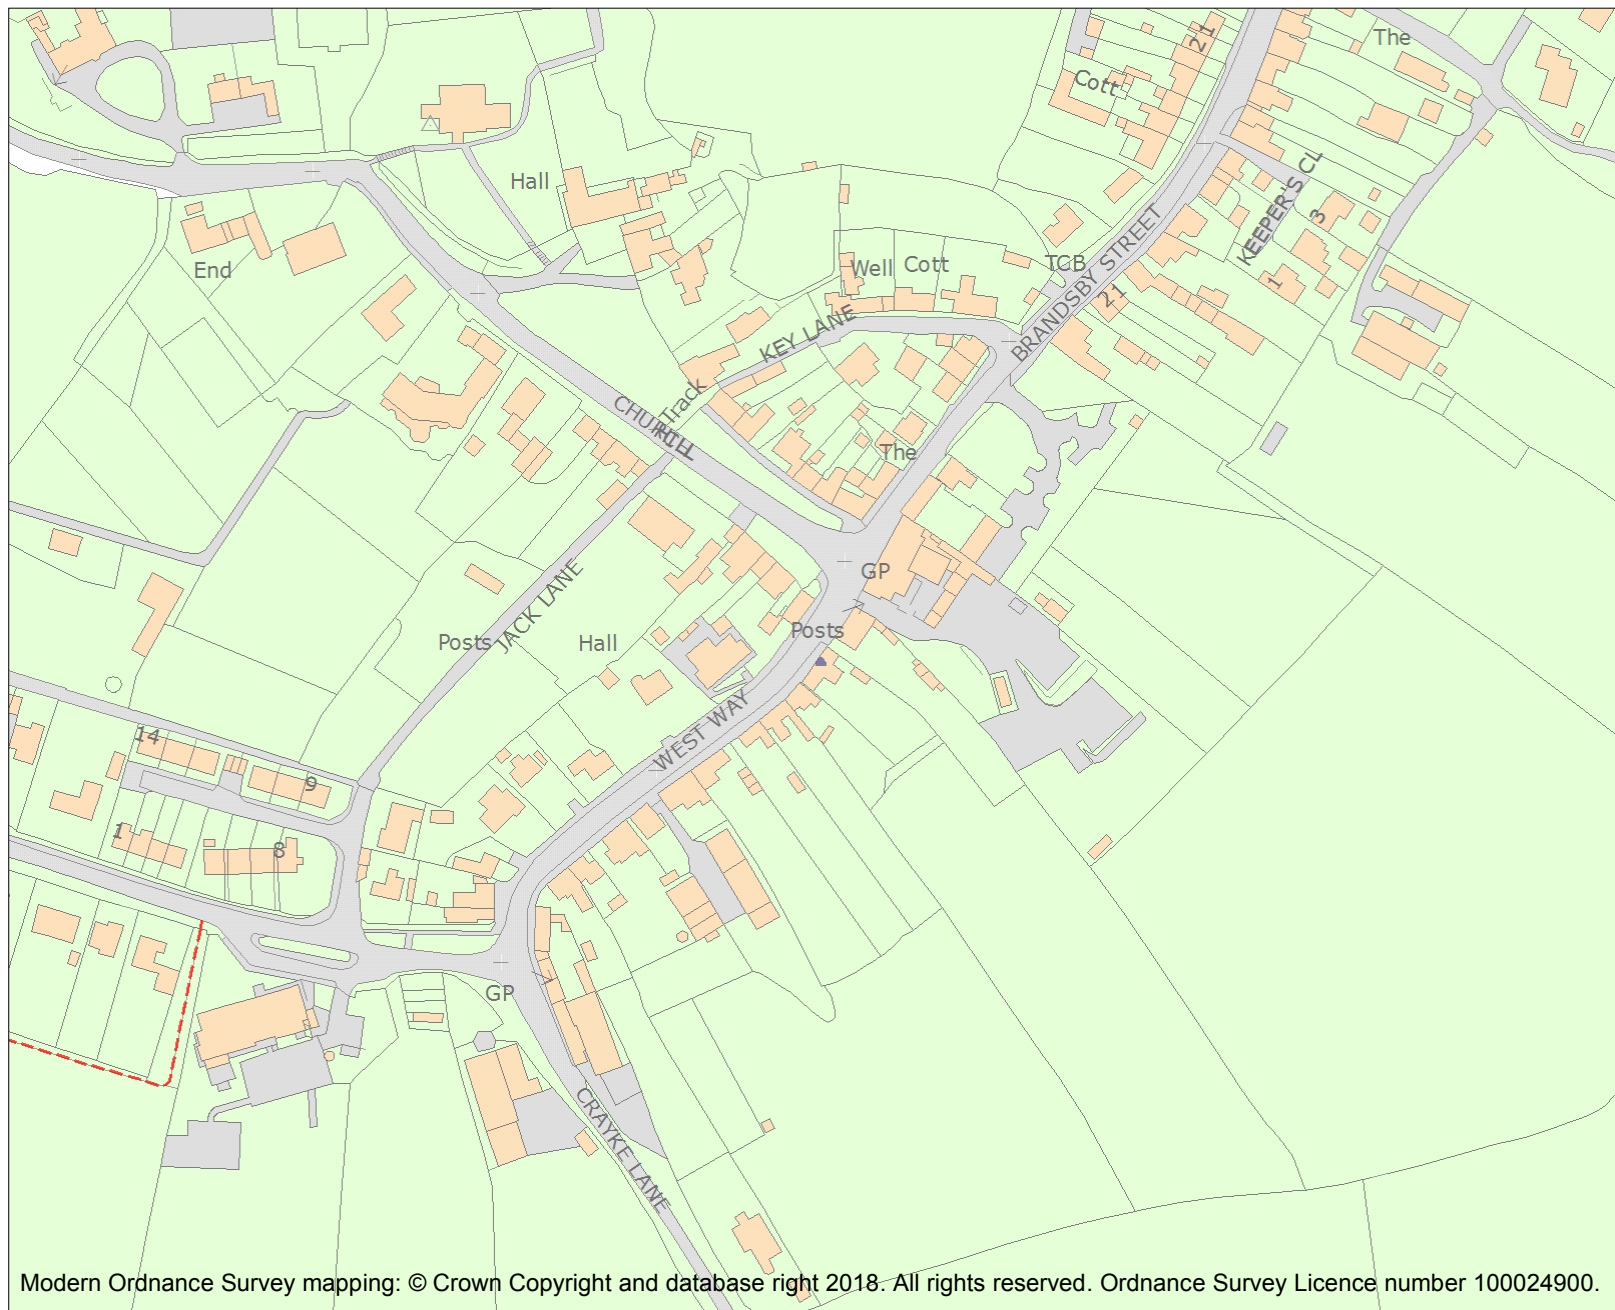 The
21
Cott
KEEPER'S CL
Hall
3
BRANDSBY STREET
End
Well
Cott
TCB
1
21
KEY LANE
Track
CHURCH
HILL
The
GP
JACK LANE
Posts
Hall
Posts
WEST WAY
14
9
1
8
GP
CRAYKE LANE
Modern Ordnance Survey mapping: © Crown Copyright and database right 2018. All rights reserved. Ordnance Survey Licence number 100024900.